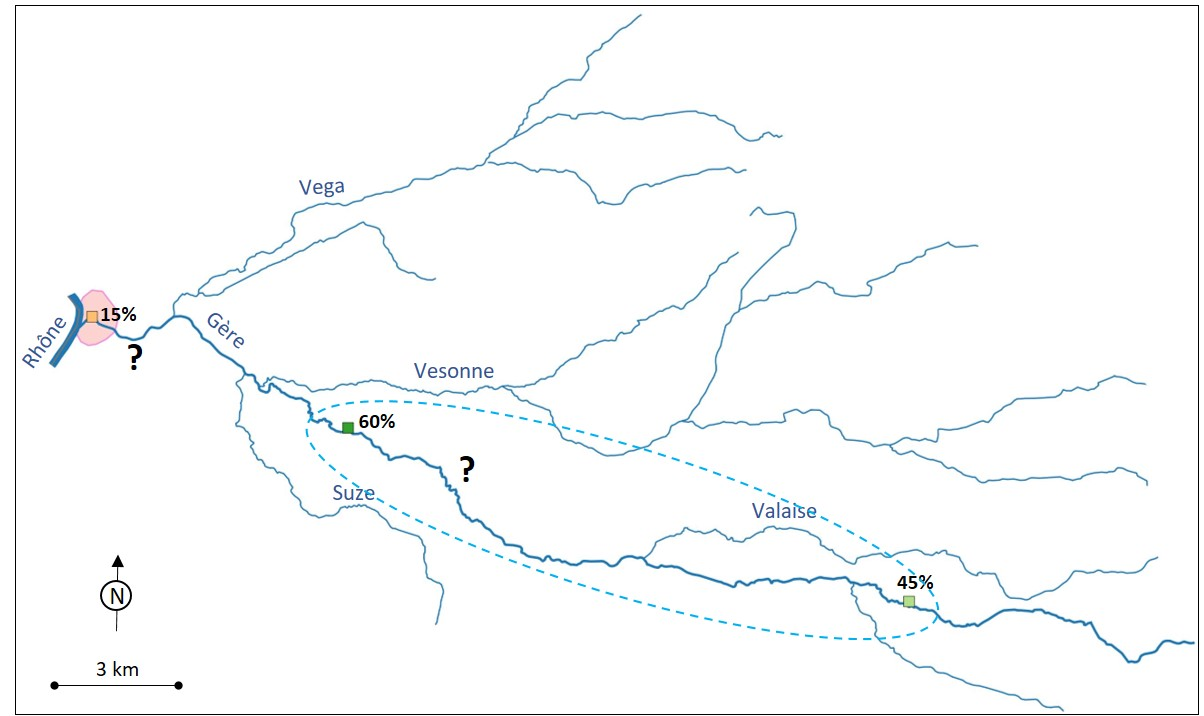 Vega
Rhône
15%
Gère
?
Vesonne
60%
?
Suze
Valaise
45%
N
3 km